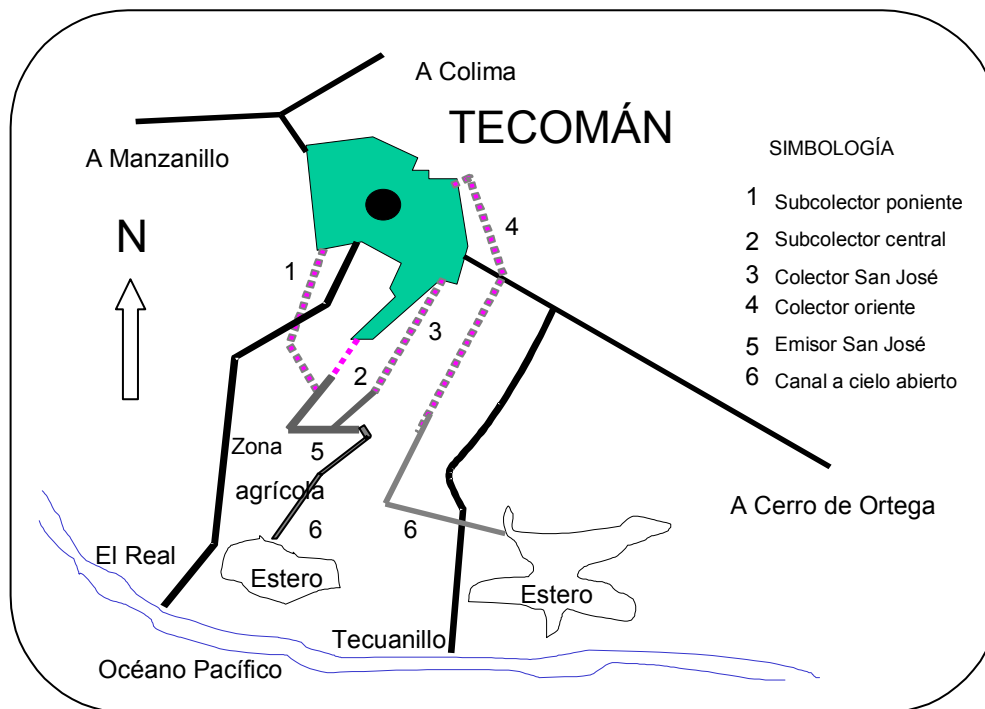 A Colima
TECOMÁN
A Manzanillo
SIMBOLOGÍA
1 Subcolector poniente
2 Subcolector central
3 Colector San José
4 Colector oriente
5 Emisor San José
6 Canal a cielo abierto
N
4
1
3
2
Zona
5
agrícola
6
6
A Cerro de Ortega
El Real
Estero
Estero
Tecuanillo
Océano Pacífico